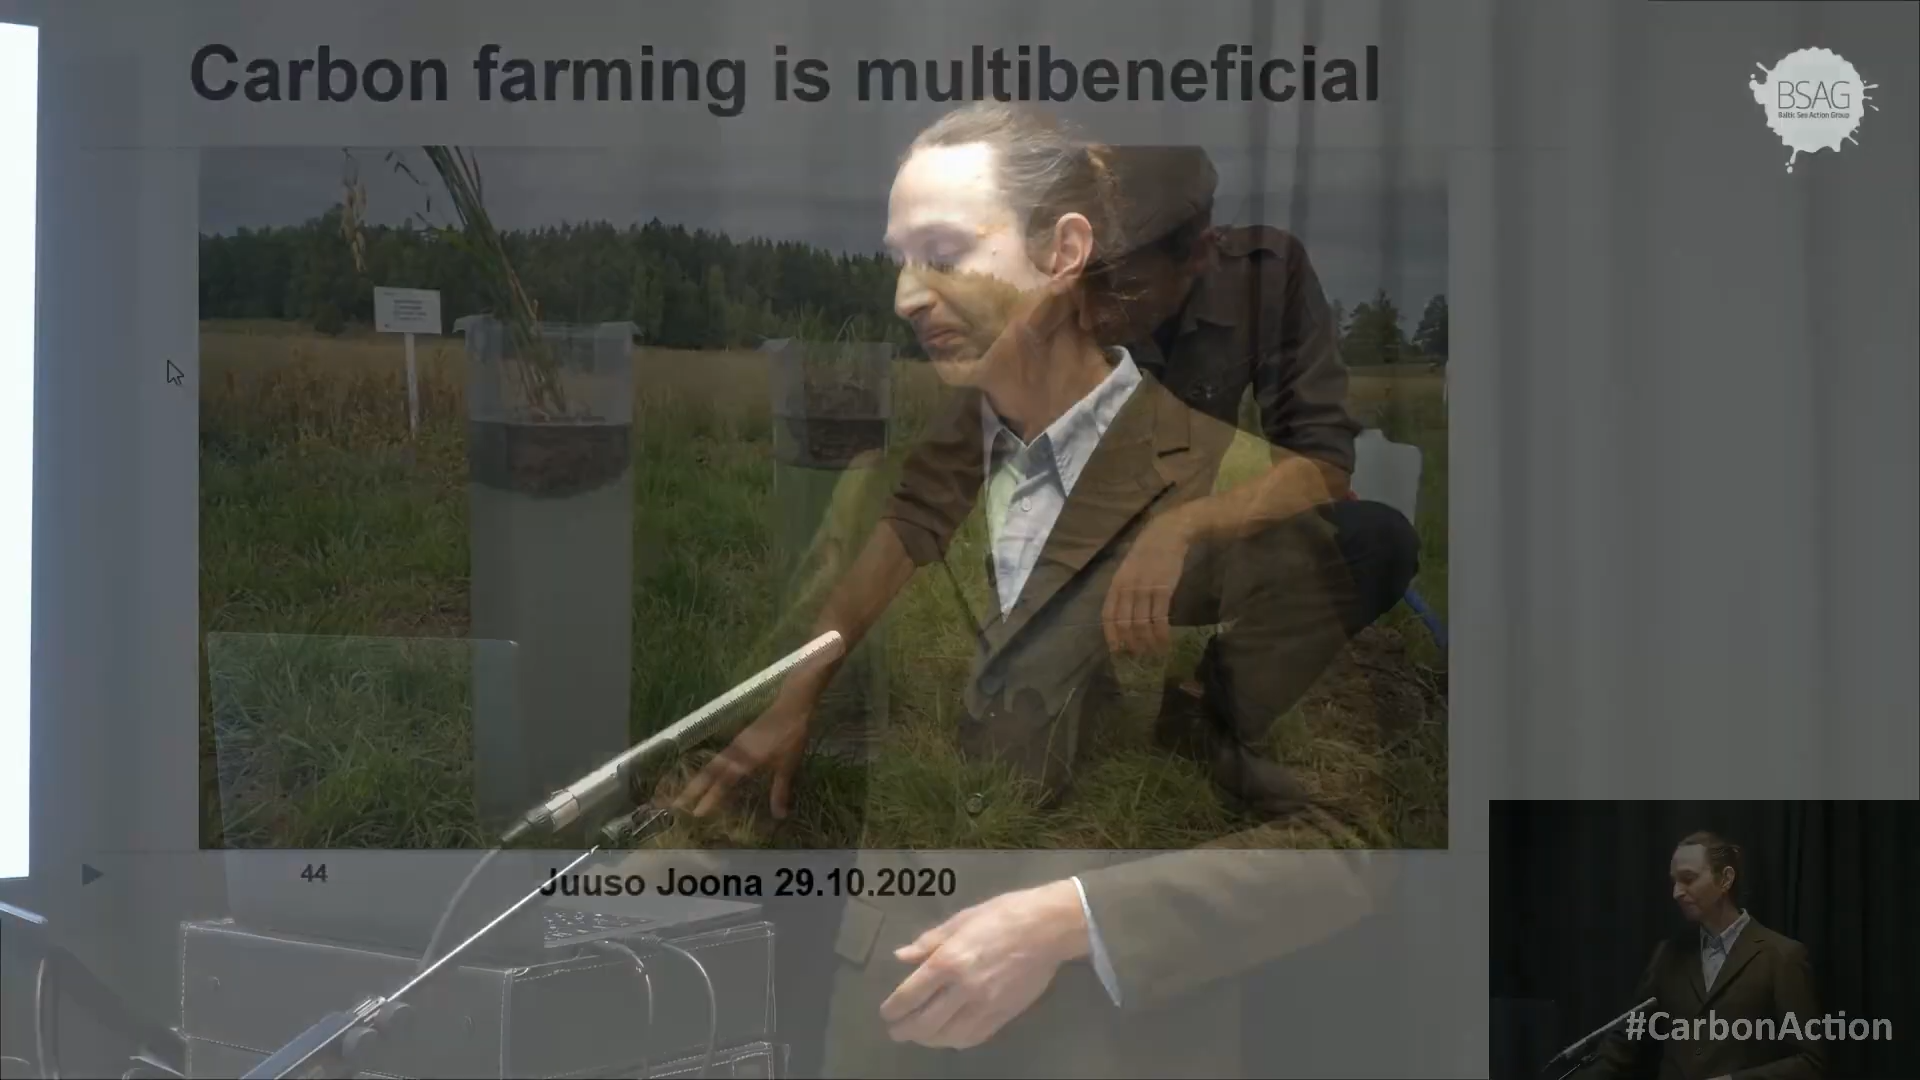 Carbon farming is multibeneficial
BSAG
Baltic Sea Action Group
44
Juuso Joona 29.10.2020
#CarbonAction